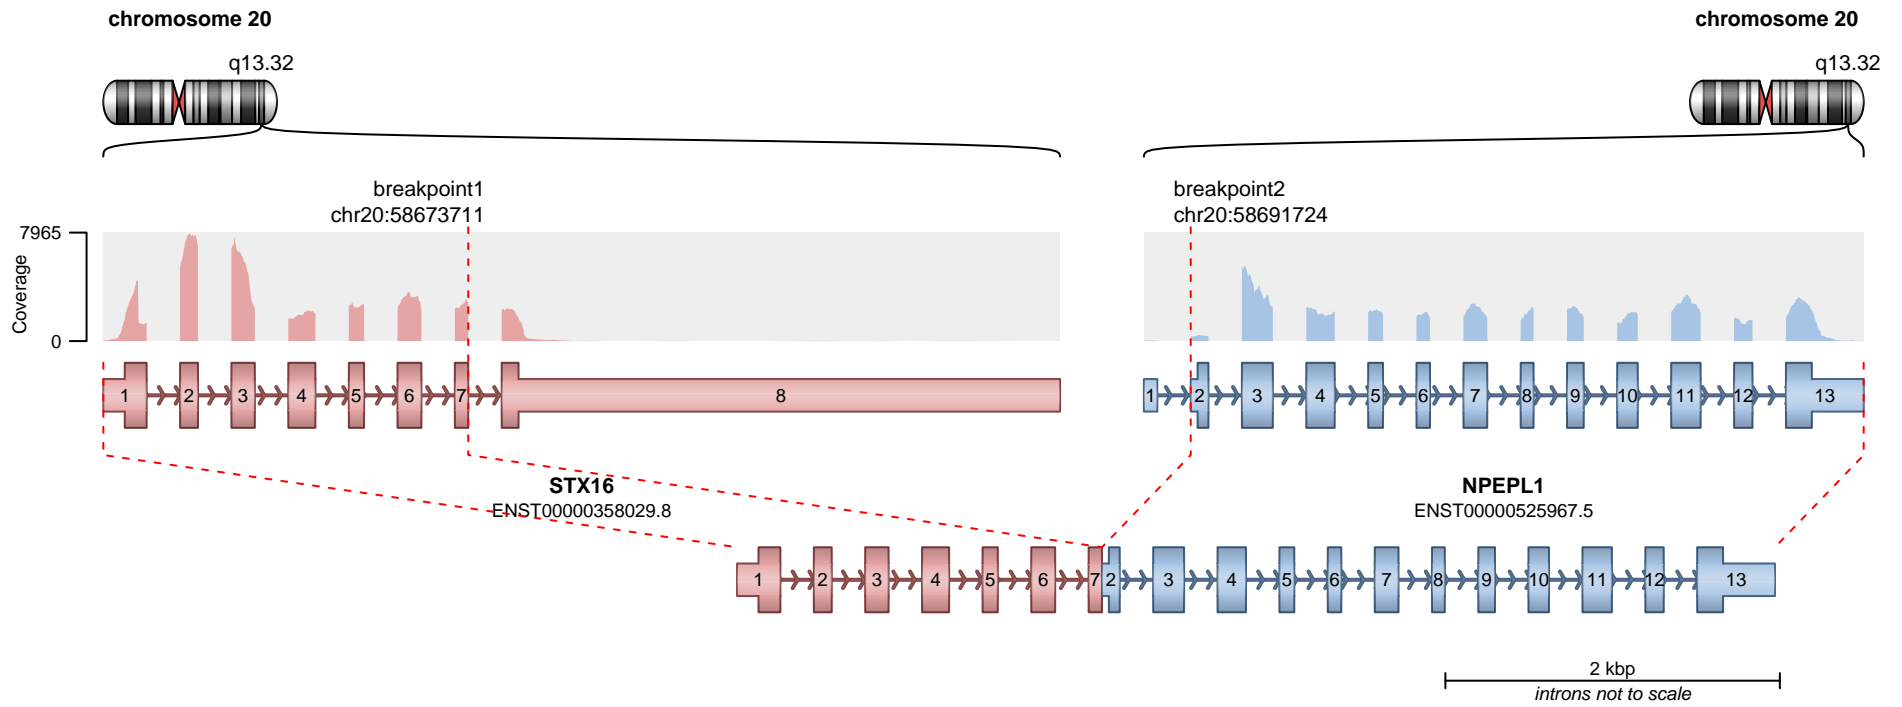 chromosome 20
chromosome 20
q13.32
q13.32
breakpoint1
chr20:58673711
breakpoint2
chr20:58691724
7965
Coverage
0
1 2 3 4 5 6 7 8
1 2 3 4 5 6 7 8 9 10 11 12 13
STX16
ENST00000358029.8
NPEPL1
ENST00000525967.5
1 2 3 4 5 6 7 2 3 4 5 6 7 8 9 10 11 12 13
2 kbp
introns not to scale